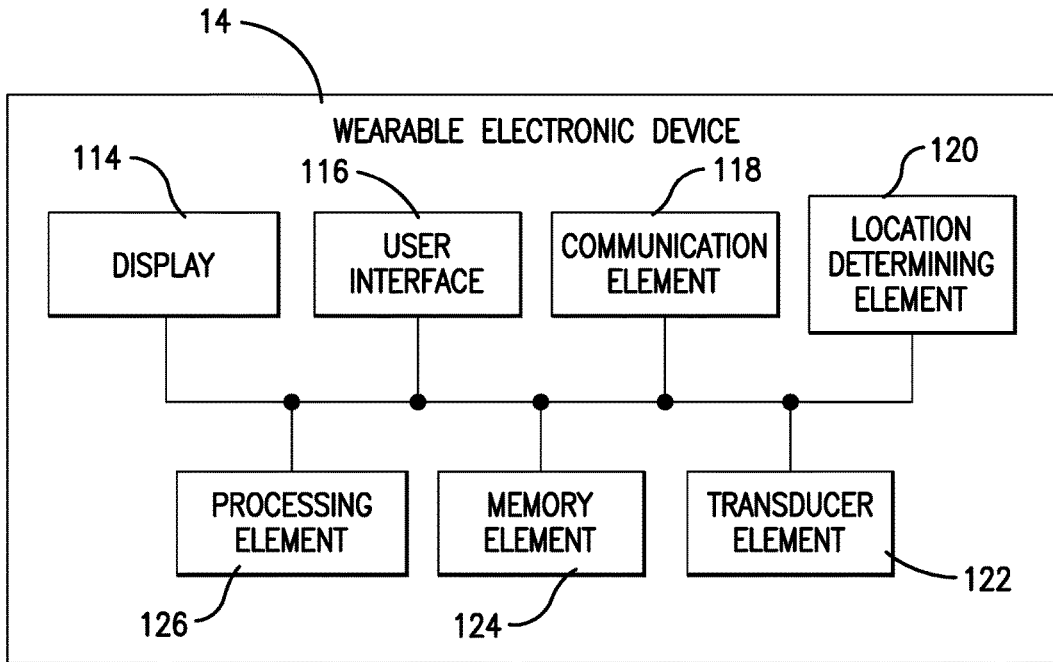 14
WEARABLE ELECTRONIC DEVICE
114
116
118
120
DISPLAY
USER
INTERFACE
COMMUNICATION
ELEMENT
LOCATION
DETERMINING
ELEMENT
PROCESSING
ELEMENT
MEMORY
ELEMENT
TRANSDUCER
ELEMENT
126
124
122